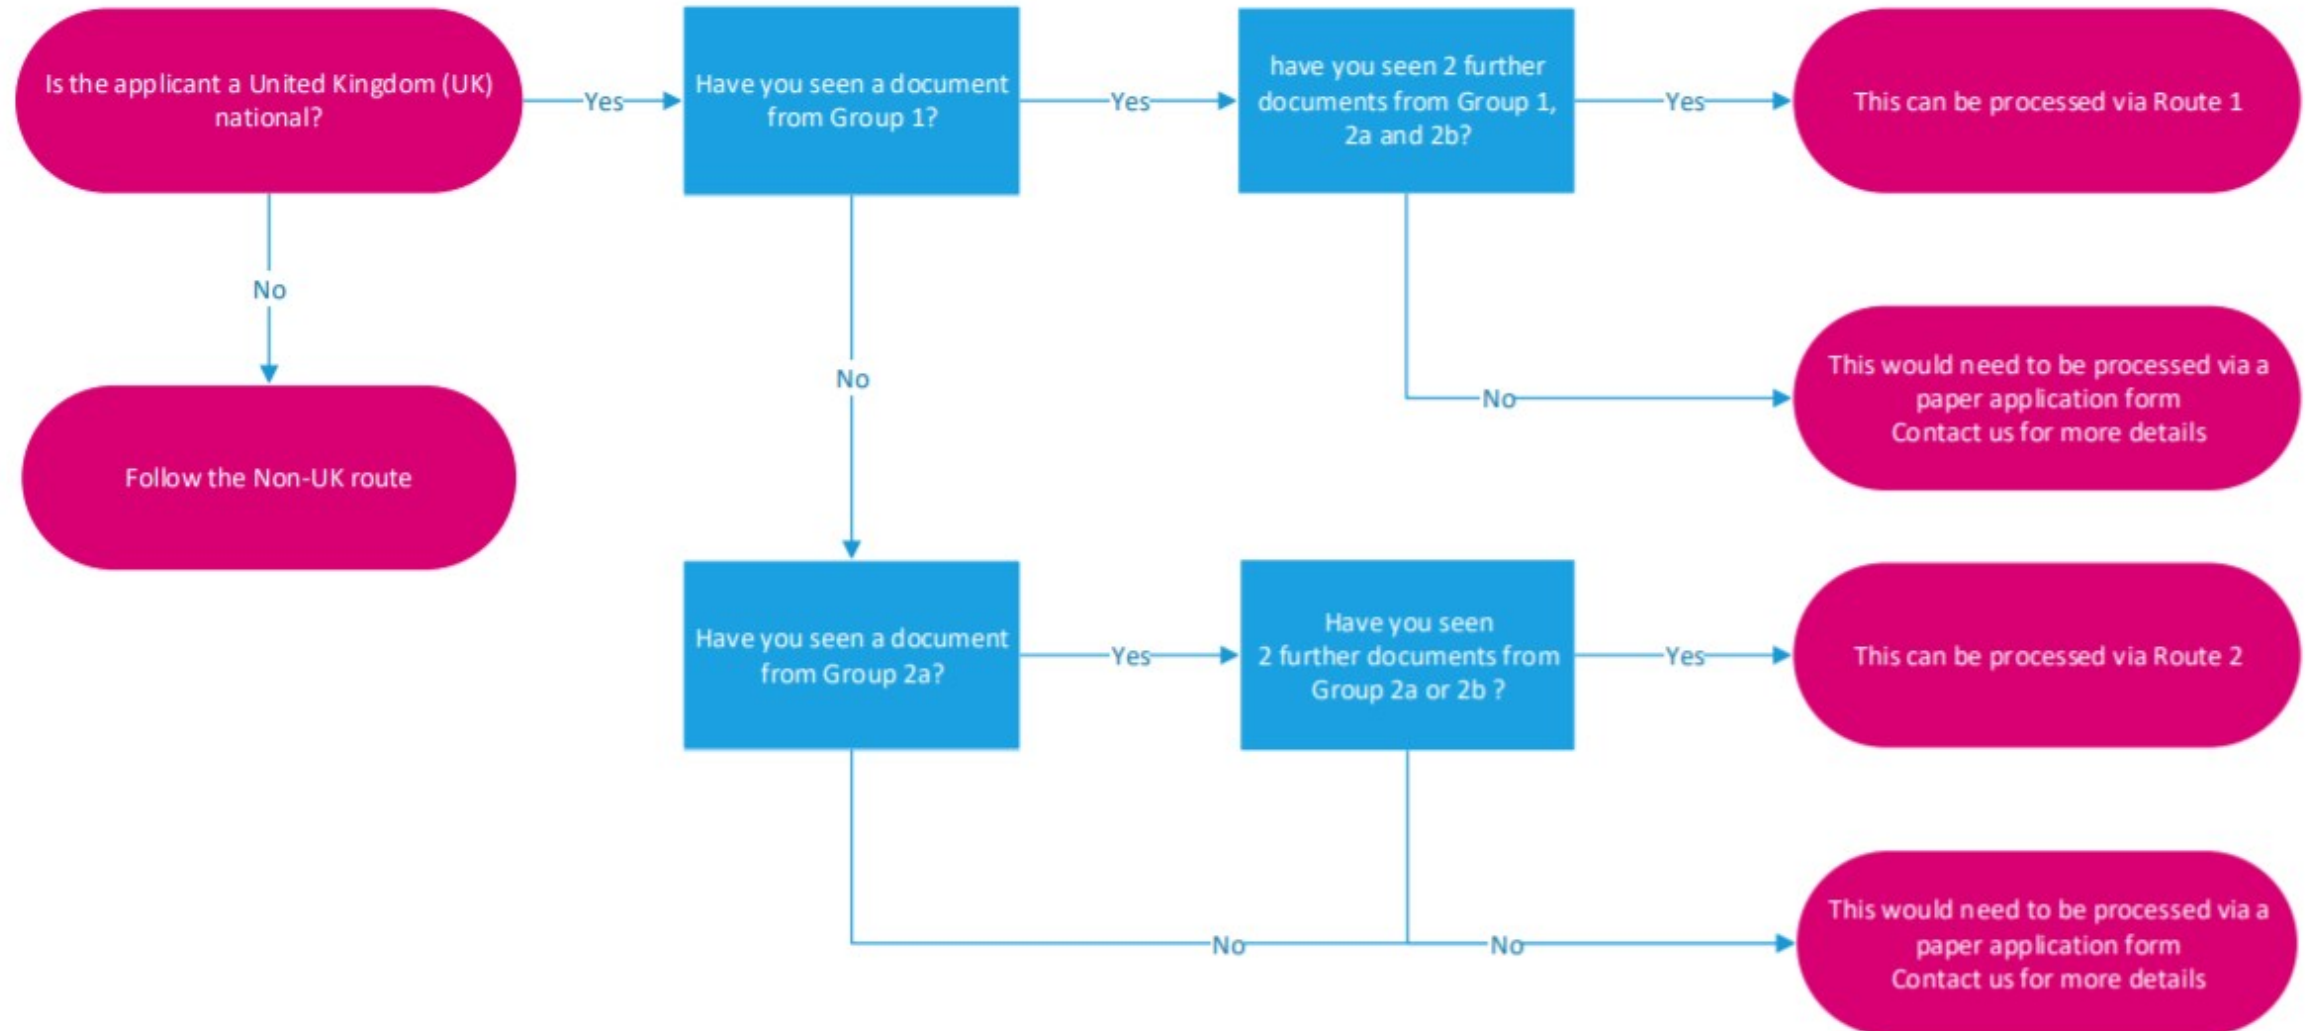 Is the applicant a United Kingdom (UK)
national?
Yes
Have you seen a document
from Group 1?
Yes
have you seen 2 further
documents from Group 1,
2a and 2b?
Yes
This can be processed via Route 1
No
Follow the Non-UK route
No
No
This would need to be processed via a
paper application form
Contact us for more details
Have you seen a document
from Group 2a?
Yes
Have you seen
2 further documents from
Group 2a or 2b ?
Yes
This can be processed via Route 2
No
No
This would need to be processed via a
paper application form
Contact us for more details